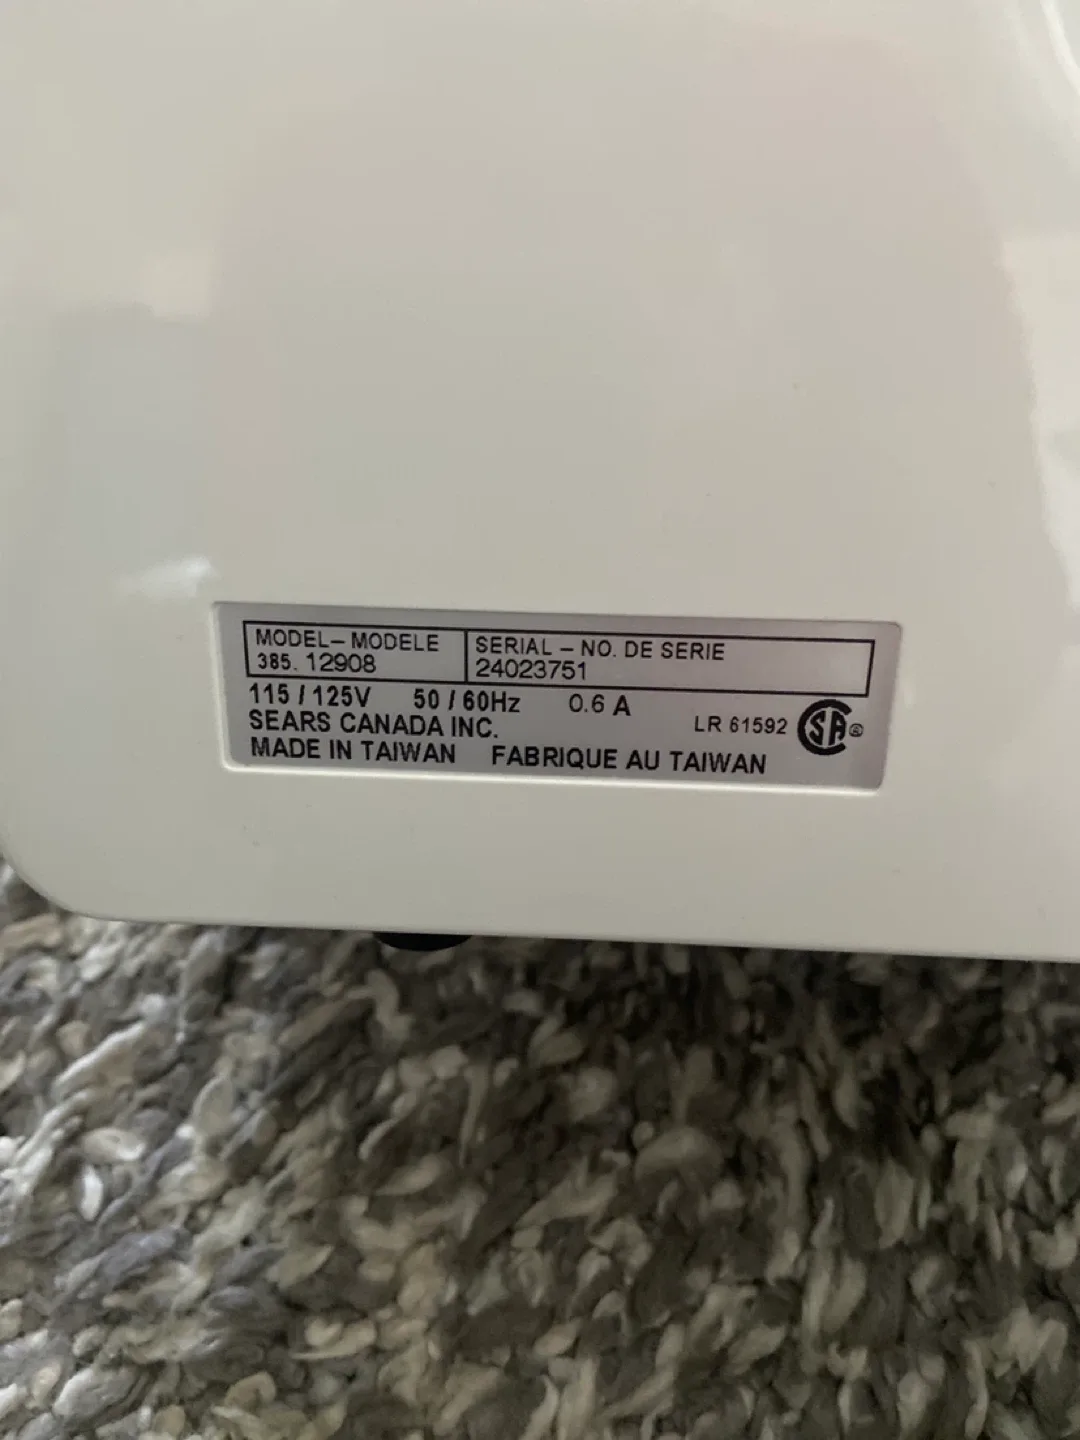 MODEL – MODELE
385. 12908
SERIAL – NO. DE SERIE
24023751
115 / 125V 50 / 60Hz 0.6 A
SEARS CANADA INC.
LR 61592 SA ®
MADE IN TAIWAN FABRIQUE AU TAIWAN